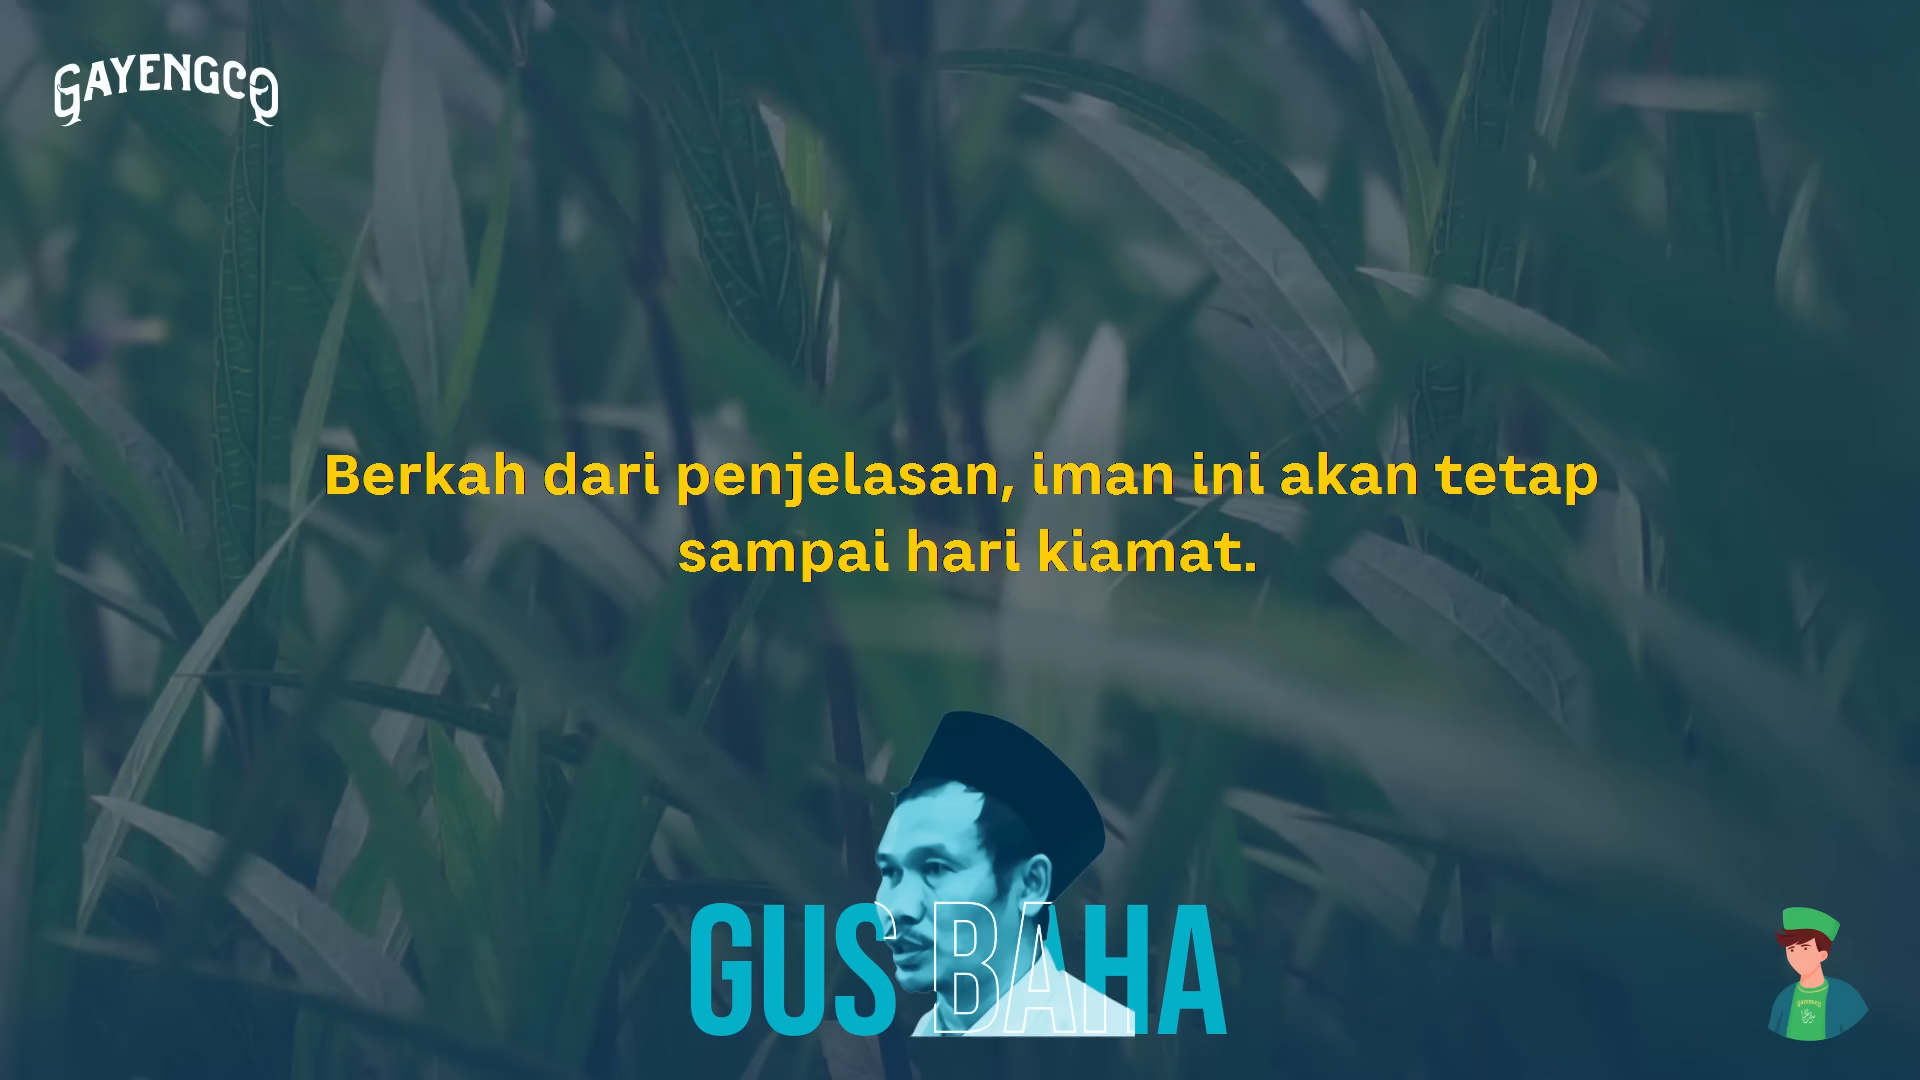 GAYENGCO
Berkah dari penjelasan, iman ini akan tetap
sampai hari kiamat.
GUS BAHA